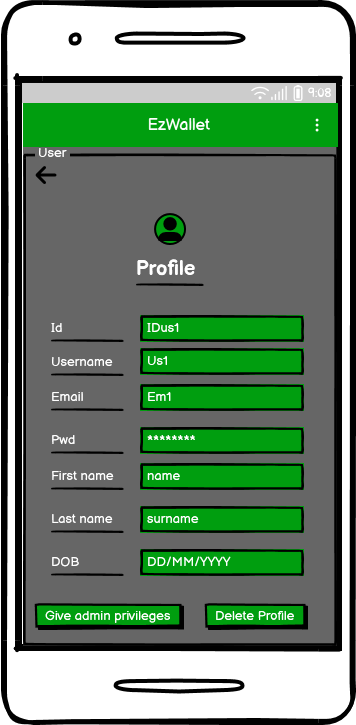 9:08
EzWallet
User
Profile
Id IDus1
Username Us1
Email Em1
Pwd ********
First name name
Last name surname
DOB DD/MM/YYYY
Give admin privileges Delete Profile